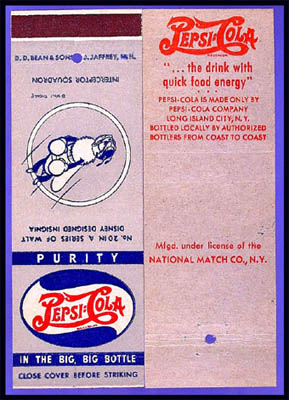 D. D. BEAN & SONS, JAFFREY, N.H.
INTERCEPTOR SQUADRON
No. 20 IN A SERIES OF WALT
DISNEY DESIGNED INSIGNIA
PURITY
PEPSI-COLA
IN THE BIG, BIG BOTTLE
CLOSE COVER BEFORE STRIKING
PEPSI-COLA
"... the drink with
quick food energy"
PEPSI-COLA IS MADE ONLY BY
PEPSI-COLA COMPANY
LONG ISLAND CITY, N.Y.
BOTTLED LOCALLY BY AUTHORIZED
BOTTLERS FROM COAST TO COAST
Mfgd. under license of the
NATIONAL MATCH CO., N.Y.